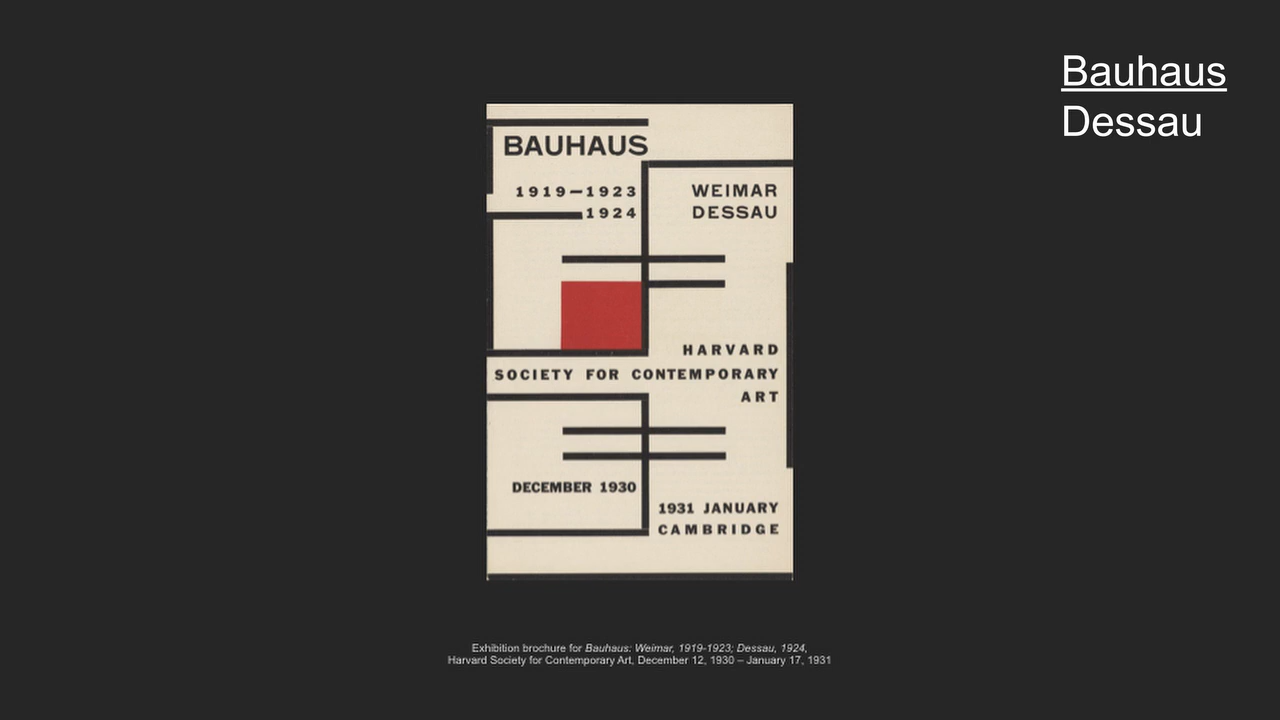 Bauhaus
Dessau
BAUHAUS
1919–1923
1924
WEIMAR
DESSAU
HARVARD
SOCIETY FOR CONTEMPORARY
ART
DECEMBER 1930
1931 JANUARY
CAMBRIDGE
Exhibition brochure for Bauhaus: Weimar, 1919-1923; Dessau, 1924,
Harvard Society for Contemporary Art, December 12, 1930 – January 17, 1931